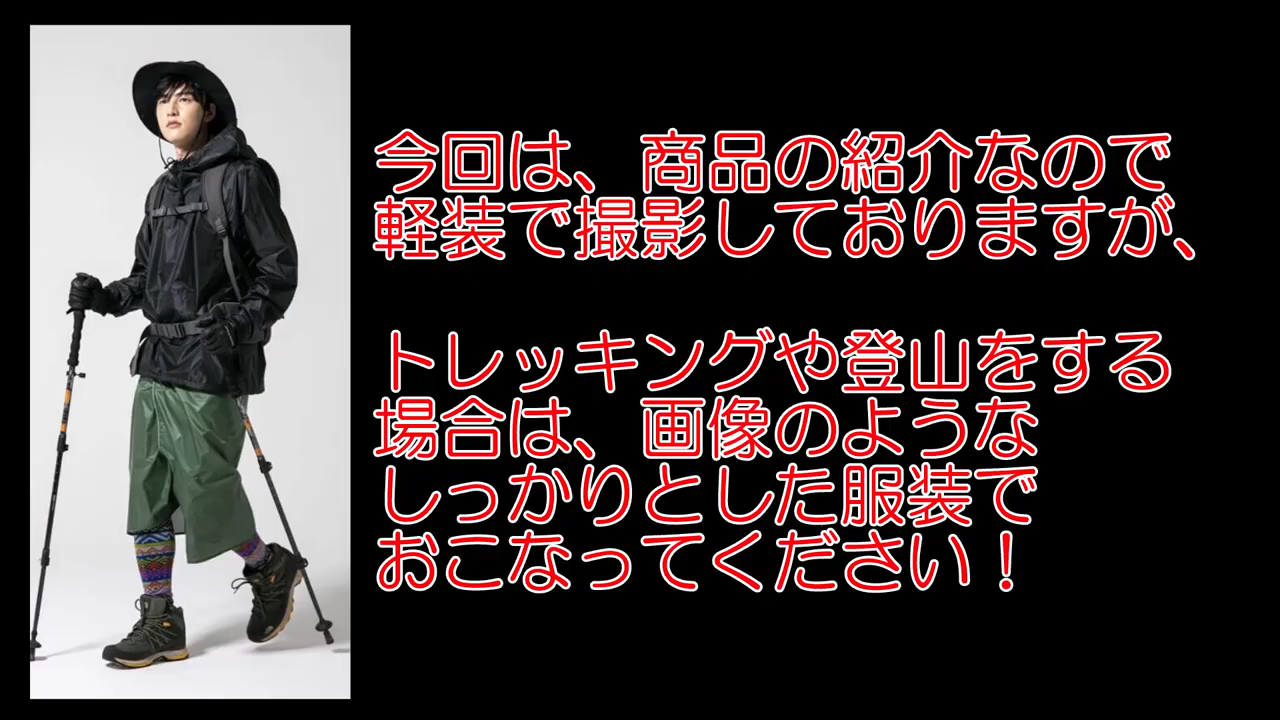 今回は、商品の紹介なので
軽装で撮影しておりますが、
トレッキングや登山をする
場合は、画像のような
しっかりとした服装で
おこなってください！